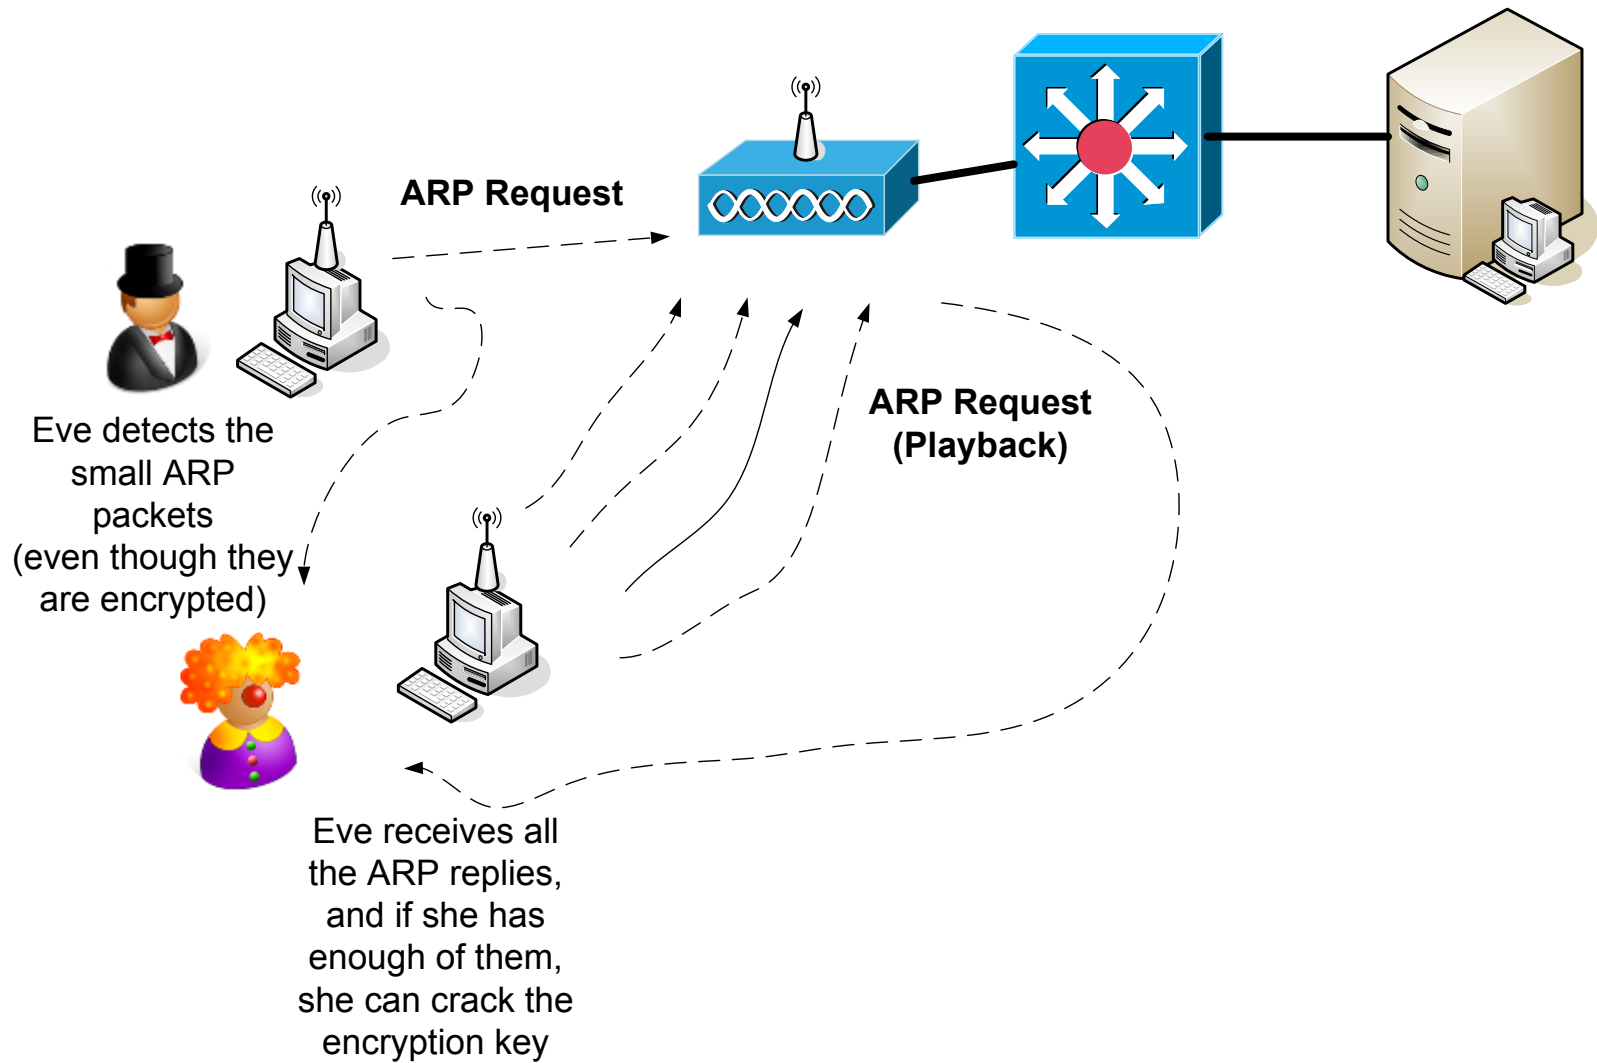 ARP Request
Eve detects the
small ARP
packets
(even though they
are encrypted)
ARP Request
(Playback)
Eve receives all
the ARP replies,
and if she has
enough of them,
she can crack the
encryption key